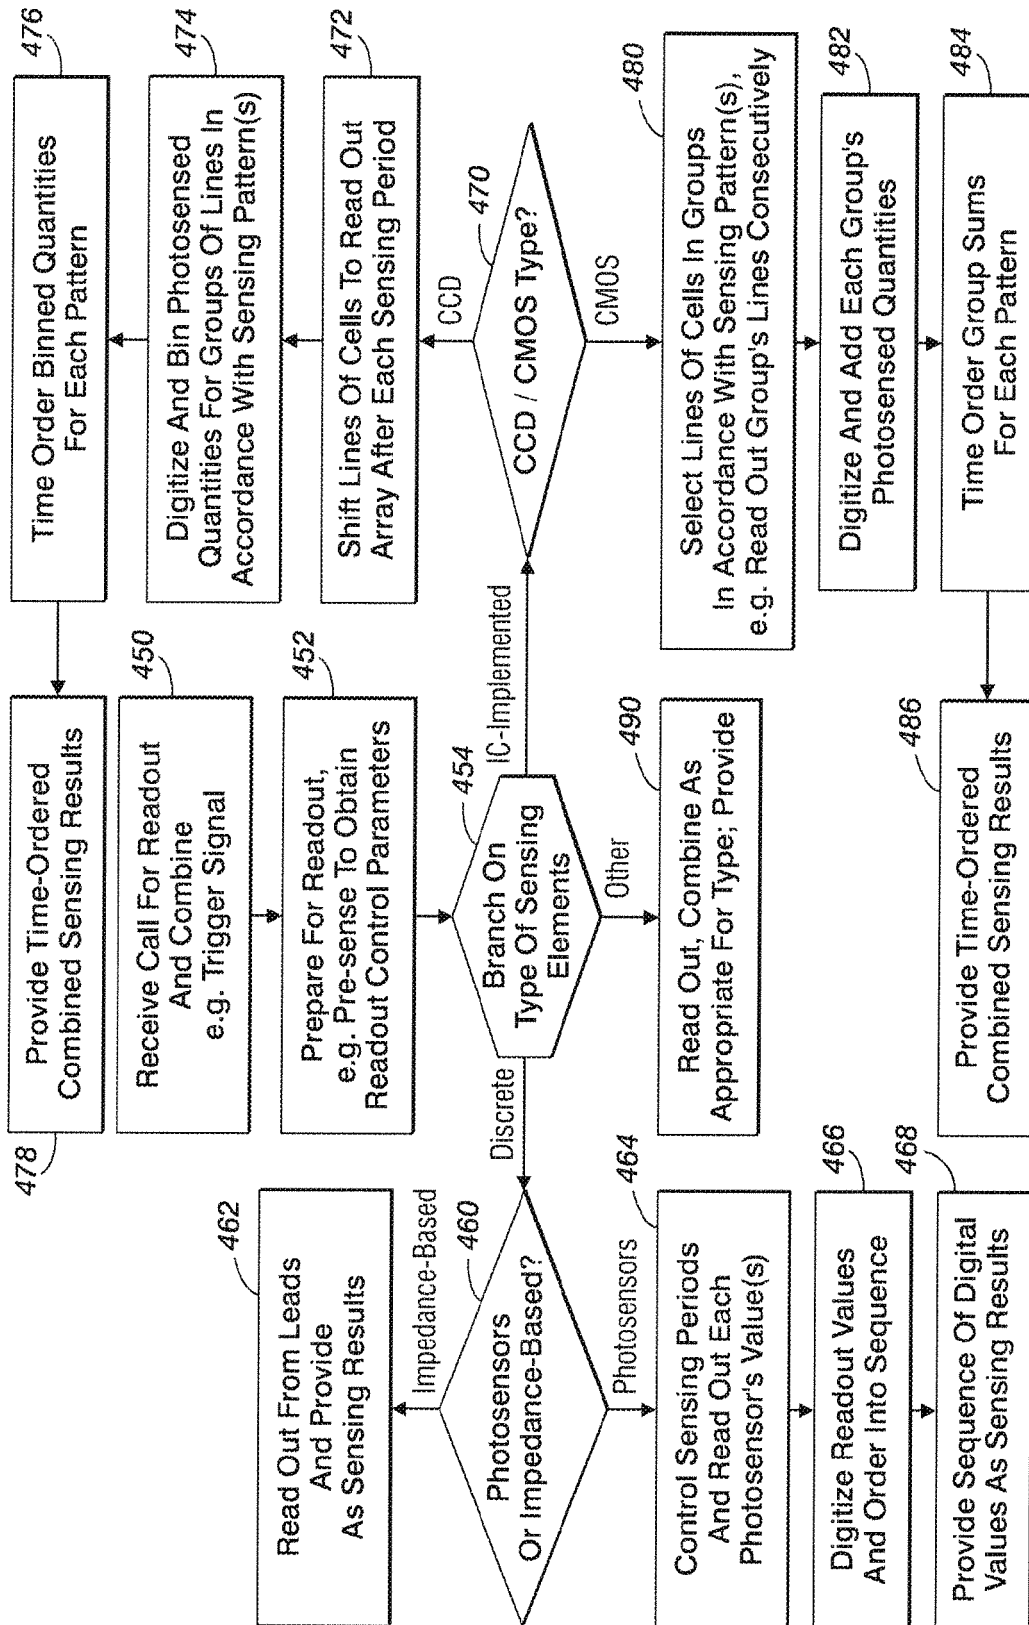 478
Provide Time-Ordered
Combined Sensing Results
476
Time Order Binned Quantities
For Each Pattern
450
Receive Call For Readout
And Combine
e.g. Trigger Signal
474
Digitize And Bin Photosensed
Quantities For Groups Of Lines In
Accordance With Sensing Pattern(s)
462
Read Out From Leads
And Provide
As Sensing Results
452
Prepare For Readout,
e.g. Pre-sense To Obtain
Readout Control Parameters
472
Shift Lines Of Cells To Read Out
Array After Each Sensing Period
Impedance-Based
CCD
460
Photosensors
Or Impedance-Based?
Discrete
454
Branch On
Type Of Sensing
Elements
IC-Implemented
470
CCD / CMOS Type?
Photosensors
Other
CMOS
464
Control Sensing Periods
And Read Out Each
Photosensor's Value(s)
490
Read Out, Combine As
Appropriate For Type; Provide
480
Select Lines Of Cells In Groups
In Accordance With Sensing Pattern(s),
e.g. Read Out Group's Lines Consecutively
466
Digitize Readout Values
And Order Into Sequence
482
Digitize And Add Each Group's
Photosensed Quantities
468
Provide Sequence Of Digital
Values As Sensing Results
486
Provide Time-Ordered
Combined Sensing Results
484
Time Order Group Sums
For Each Pattern